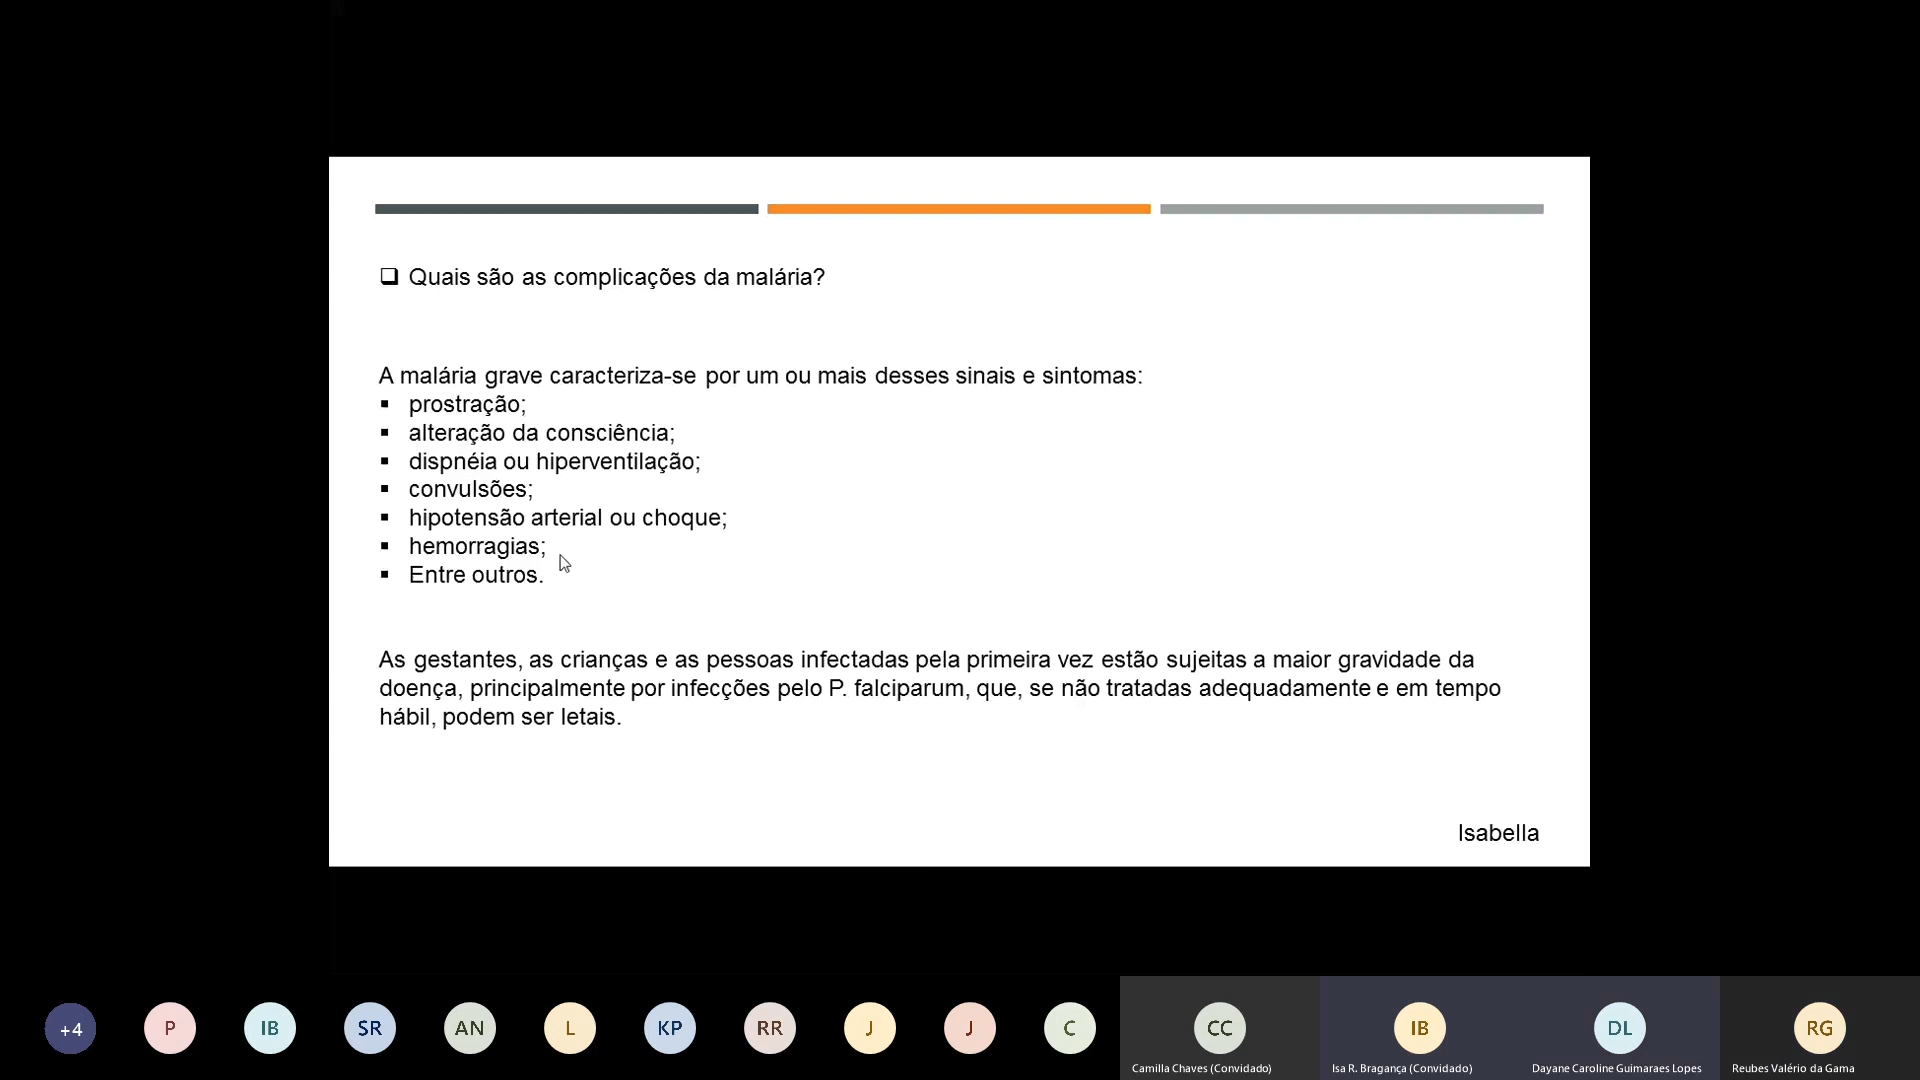 Quais são as complicações da malária?
A malária grave caracteriza-se por um ou mais desses sinais e sintomas:
prostração;
alteração da consciência;
dispnéia ou hiperventilação;
convulsões;
hipotensão arterial ou choque;
hemorragias;
Entre outros.
As gestantes, as crianças e as pessoas infectadas pela primeira vez estão sujeitas a maior gravidade da
doença, principalmente por infecções pelo P. falciparum, que, se não tratadas adequadamente e em tempo
hábil, podem ser letais.
Isabella
+4 P IB SR AN L KP RR J J C CC IB DL RG
Camilla Chaves (Convidado) Isa R. Bragança (Convidado) Dayane Caroline Guimaraes Lopes Reubes Valério da Gama